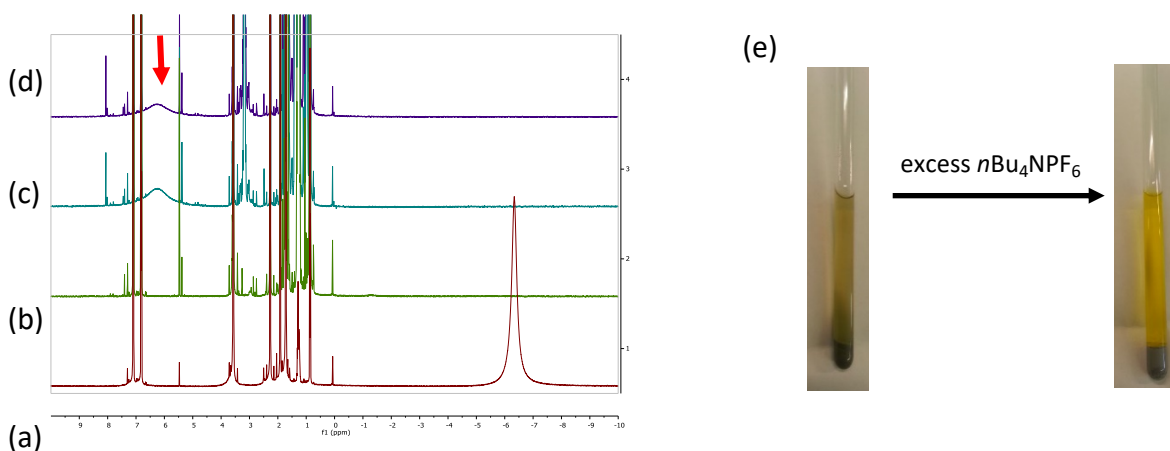 (d)
(c)
(b)
(a)
4
3
2
1
9 8 7 6 5 4 3 2 1 0 -1 -2 -3 -4 -5 -6 -7 -8 -9 -10
f1 (ppm)
(e)
excess nBu₄NPF₆